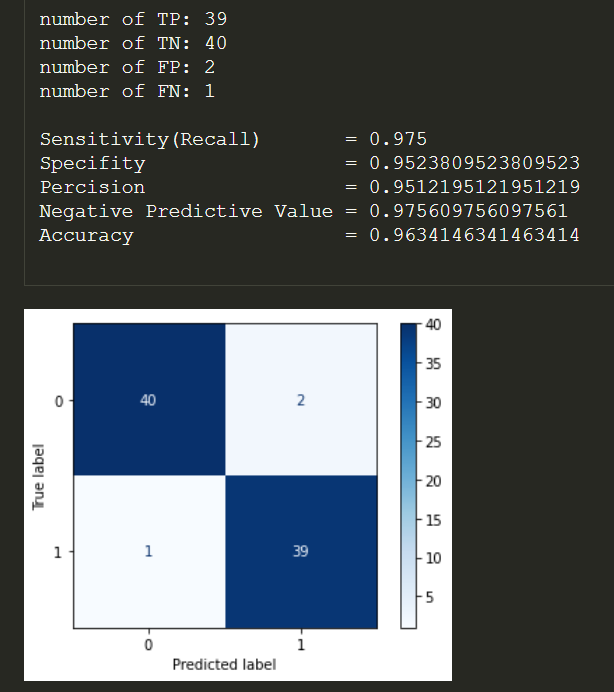 number of TP: 39
number of TN: 40
number of FP: 2
number of FN: 1
Sensitivity(Recall) = 0.975
Specifity = 0.9523809523809523
Percision = 0.9512195121951219
Negative Predictive Value = 0.975609756097561
Accuracy = 0.9634146341463414
40
35
30
25
20
15
10
5
0
40
2
True label
1
1
39
0
1
Predicted label